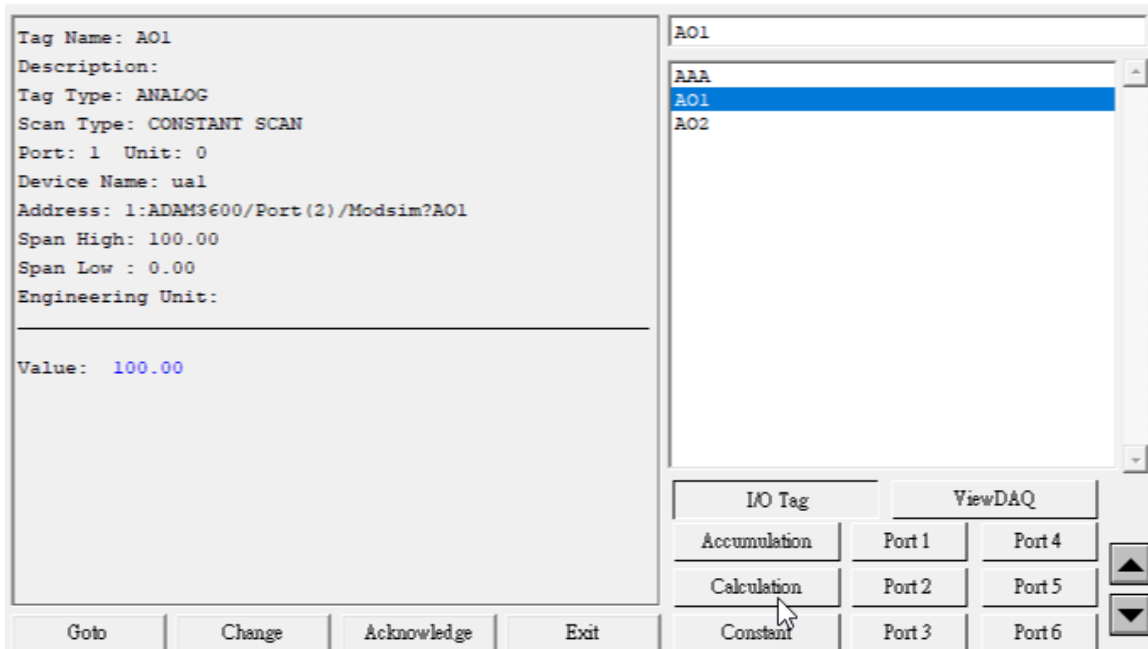 Tag Name: AO1
Description:
Tag Type: ANALOG
Scan Type: CONSTANT SCAN
Port: 1  Unit: 0
Device Name: ua1
Address: 1:ADAM3600/Port(2)/Modsim?AO1
Span High: 100.00
Span Low : 0.00
Engineering Unit:
Value:  100.00
AO1
AAA
AO1
AO2
I/O Tag ViewDAQ
Accumulation Port 1 Port 4
Calculation Port 2 Port 5
Goto Change Acknowledge Exit Constant Port 3 Port 6